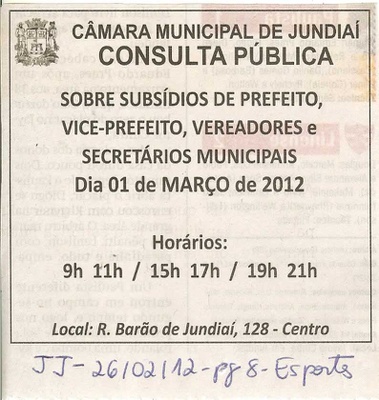 CÂMARA MUNICIPAL DE JUNDIAÍ
CONSULTA PÚBLICA
SOBRE SUBSÍDIOS DE PREFEITO,
VICE-PREFEITO, VEREADORES e
SECRETÁRIOS MUNICIPAIS
Dia 01 de MARÇO de 2012
Horários:
9h 11h / 15h 17h / 19h 21h
Local: R. Barão de Jundiaí, 128 - Centro
JJ - 26/02/12 - pg 8 - Esportes